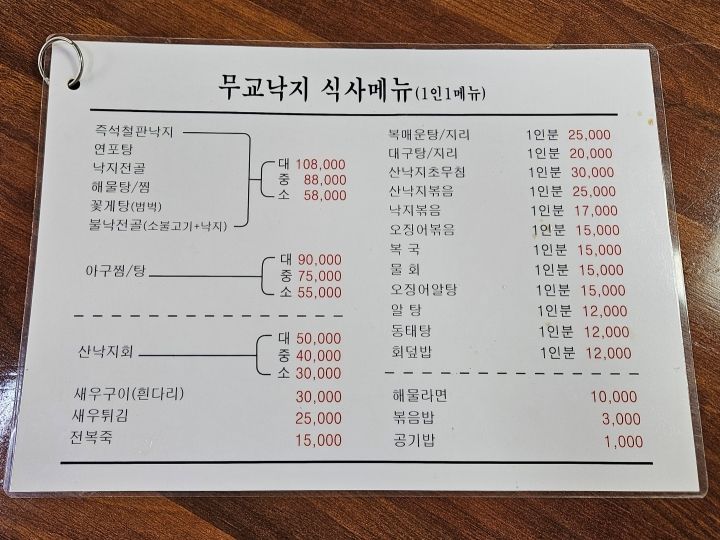 무교낙지 식사메뉴(1인1메뉴)
즉석철판낙지
연포탕
낙지전골
해물탕/찜
꽃게탕(범벅)
불낙전골(소불고기+낙지)
대 108,000
중 88,000
소 58,000
아구찜/탕
대 90,000
중 75,000
소 55,000
산낙지회
대 50,000
중 40,000
소 30,000
새우구이(흰다리) 30,000
새우튀김 25,000
전복죽 15,000
복매운탕/지리 1인분 25,000
대구탕/지리 1인분 20,000
산낙지초무침 1인분 30,000
산낙지볶음 1인분 25,000
낙지볶음 1인분 17,000
오징어볶음 1인분 15,000
복 국 1인분 15,000
물 회 1인분 15,000
오징어알탕 1인분 15,000
알 탕 1인분 12,000
동태탕 1인분 12,000
회덮밥 1인분 12,000
해물라면 10,000
볶음밥 3,000
공기밥 1,000